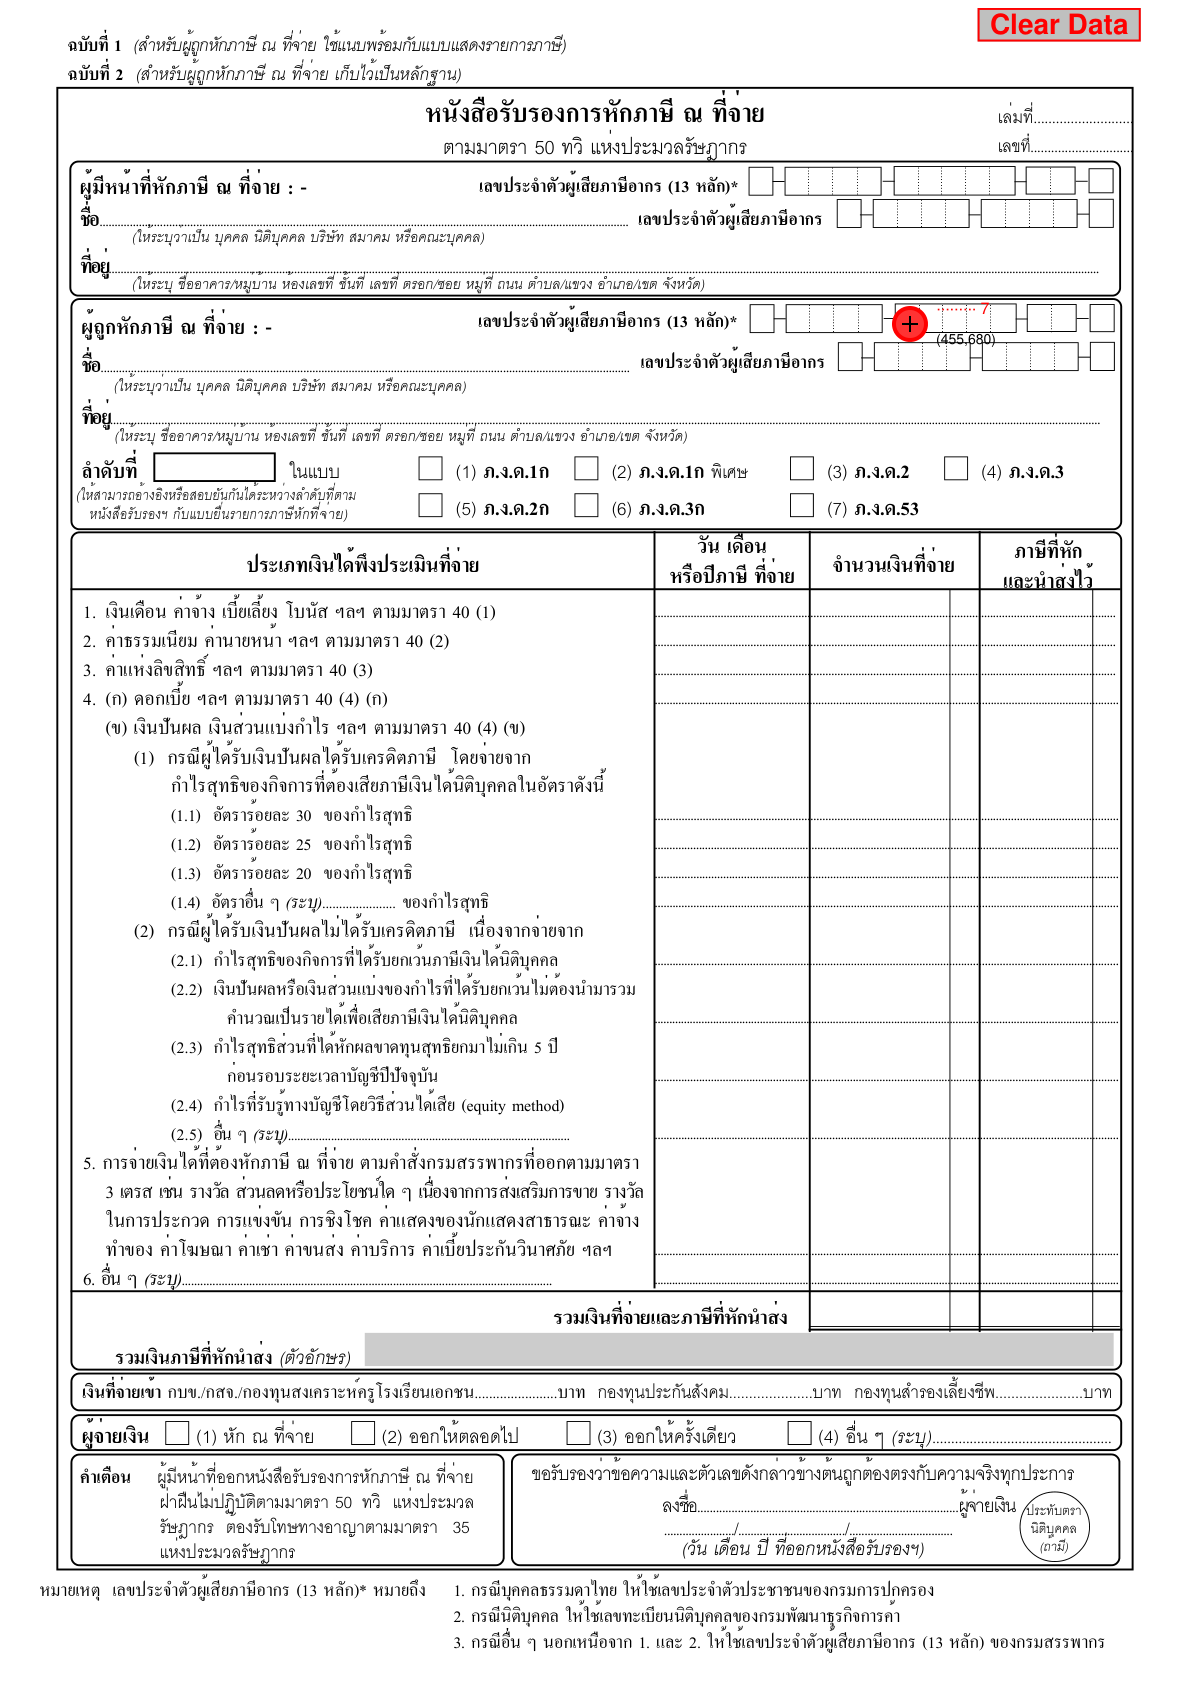 Clear Data
ฉบับที่ 1 (สำหรับผู้ถูกหักภาษี ณ ที่จ่าย ใช้แนบพร้อมกับแบบแสดงรายการภาษี)
ฉบับที่ 2 (สำหรับผู้ถูกหักภาษี ณ ที่จ่าย เก็บไว้เป็นหลักฐาน)
หนังสือรับรองการหักภาษี ณ ที่จ่าย
เล่มที่
ตามมาตรา 50 ทวิ แห่งประมวลรัษฎากร
เลขที่
ผู้มีหน้าที่หักภาษี ณ ที่จ่าย : - เลขประจำตัวผู้เสียภาษีอากร (13 หลัก)*
ชื่อ เลขประจำตัวผู้เสียภาษีอากร
(ให้ระบุว่าเป็น บุคคล นิติบุคคล บริษัท สมาคม หรือคณะบุคคล)
ที่อยู่
(ให้ระบุ ชื่ออาคาร/หมู่บ้าน ห้องเลขที่ ชั้นที่ เลขที่ ตรอก/ซอย หมู่ที่ ถนน ตำบล/แขวง อำเภอ/เขต จังหวัด)
ผู้ถูกหักภาษี ณ ที่จ่าย : - เลขประจำตัวผู้เสียภาษีอากร (13 หลัก)* 7
(455,680)
ชื่อ เลขประจำตัวผู้เสียภาษีอากร
(ให้ระบุว่าเป็น บุคคล นิติบุคคล บริษัท สมาคม หรือคณะบุคคล)
ที่อยู่
(ให้ระบุ ชื่ออาคาร/หมู่บ้าน ห้องเลขที่ ชั้นที่ เลขที่ ตรอก/ซอย หมู่ที่ ถนน ตำบล/แขวง อำเภอ/เขต จังหวัด)
ลำดับที่ ในแบบ (1) ภ.ง.ด.1ก (2) ภ.ง.ด.1ก พิเศษ (3) ภ.ง.ด.2 (4) ภ.ง.ด.3
(ให้สามารถอ้างอิงหรือสอบยันกันได้ระหว่างลำดับที่ตาม
หนังสือรับรองฯ กับแบบยื่นรายการภาษีหักที่จ่าย) (5) ภ.ง.ด.2ก (6) ภ.ง.ด.3ก (7) ภ.ง.ด.53
ประเภทเงินได้พึงประเมินที่จ่าย
วัน เดือน
หรือปีภาษี ที่จ่าย
จำนวนเงินที่จ่าย
ภาษีที่หัก
และนำส่งไว้
1. เงินเดือน ค่าจ้าง เบี้ยเลี้ยง โบนัส ฯลฯ ตามมาตรา 40 (1)
2. ค่าธรรมเนียม ค่านายหน้า ฯลฯ ตามมาตรา 40 (2)
3. ค่าแห่งลิขสิทธิ์ ฯลฯ ตามมาตรา 40 (3)
4. (ก) ดอกเบี้ย ฯลฯ ตามมาตรา 40 (4) (ก)
(ข) เงินปันผล เงินส่วนแบ่งกำไร ฯลฯ ตามมาตรา 40 (4) (ข)
(1) กรณีผู้ได้รับเงินปันผลได้รับเครดิตภาษี โดยจ่ายจาก
กำไรสุทธิของกิจการที่ต้องเสียภาษีเงินได้นิติบุคคลในอัตราดังนี้
(1.1) อัตราร้อยละ 30 ของกำไรสุทธิ
(1.2) อัตราร้อยละ 25 ของกำไรสุทธิ
(1.3) อัตราร้อยละ 20 ของกำไรสุทธิ
(1.4) อัตราอื่น ๆ (ระบุ)...................... ของกำไรสุทธิ
(2) กรณีผู้ได้รับเงินปันผลไม่ได้รับเครดิตภาษี เนื่องจากจ่ายจาก
(2.1) กำไรสุทธิของกิจการที่ได้รับยกเว้นภาษีเงินได้นิติบุคคล
(2.2) เงินปันผลหรือเงินส่วนแบ่งของกำไรที่ได้รับยกเว้นไม่ต้องนำมารวม
คำนวณเป็นรายได้เพื่อเสียภาษีเงินได้นิติบุคคล
(2.3) กำไรสุทธิส่วนที่ได้หักผลขาดทุนสุทธิยกมาไม่เกิน 5 ปี
ก่อนรอบระยะเวลาบัญชีปีปัจจุบัน
(2.4) กำไรที่รับรู้ทางบัญชีโดยวิธีส่วนได้เสีย (equity method)
(2.5) อื่น ๆ (ระบุ)
5. การจ่ายเงินได้ที่ต้องหักภาษี ณ ที่จ่าย ตามคำสั่งกรมสรรพากรที่ออกตามมาตรา
3 เตรส เช่น รางวัล ส่วนลดหรือประโยชน์ใด ๆ เนื่องจากการส่งเสริมการขาย รางวัล
ในการประกวด การแข่งขัน การชิงโชค ค่าแสดงของนักแสดงสาธารณะ ค่าจ้าง
ทำของ ค่าโฆษณา ค่าเช่า ค่าขนส่ง ค่าบริการ ค่าเบี้ยประกันวินาศภัย ฯลฯ
6. อื่น ๆ (ระบุ)
รวมเงินที่จ่ายและภาษีที่หักนำส่ง
รวมเงินภาษีที่หักนำส่ง (ตัวอักษร)
เงินที่จ่ายเข้า กบข./กสจ./กองทุนสงเคราะห์ครูโรงเรียนเอกชน......................บาท กองทุนประกันสังคม......................บาท กองทุนสำรองเลี้ยงชีพ......................บาท
ผู้จ่ายเงิน (1) หัก ณ ที่จ่าย (2) ออกให้ตลอดไป (3) ออกให้ครั้งเดียว (4) อื่น ๆ (ระบุ)
คำเตือน ผู้มีหน้าที่ออกหนังสือรับรองการหักภาษี ณ ที่จ่าย
ฝ่าฝืนไม่ปฏิบัติตามมาตรา 50 ทวิ แห่งประมวล
รัษฎากร ต้องรับโทษทางอาญาตามมาตรา 35
แห่งประมวลรัษฎากร
ขอรับรองว่าข้อความและตัวเลขดังกล่าวข้างต้นถูกต้องตรงกับความจริงทุกประการ
ลงชื่อ......................ผู้จ่ายเงิน
....................../....................../......................
(วัน เดือน ปี ที่ออกหนังสือรับรองฯ)
ประทับตรา
นิติบุคคล
(ถ้ามี)
หมายเหตุ เลขประจำตัวผู้เสียภาษีอากร (13 หลัก)* หมายถึง 1. กรณีบุคคลธรรมดาไทย ให้ใช้เลขประจำตัวประชาชนของกรมการปกครอง
2. กรณีนิติบุคคล ให้ใช้เลขทะเบียนนิติบุคคลของกรมพัฒนาธุรกิจการค้า
3. กรณีอื่น ๆ นอกเหนือจาก 1. และ 2. ให้ใช้เลขประจำตัวผู้เสียภาษีอากร (13 หลัก) ของกรมสรรพากร